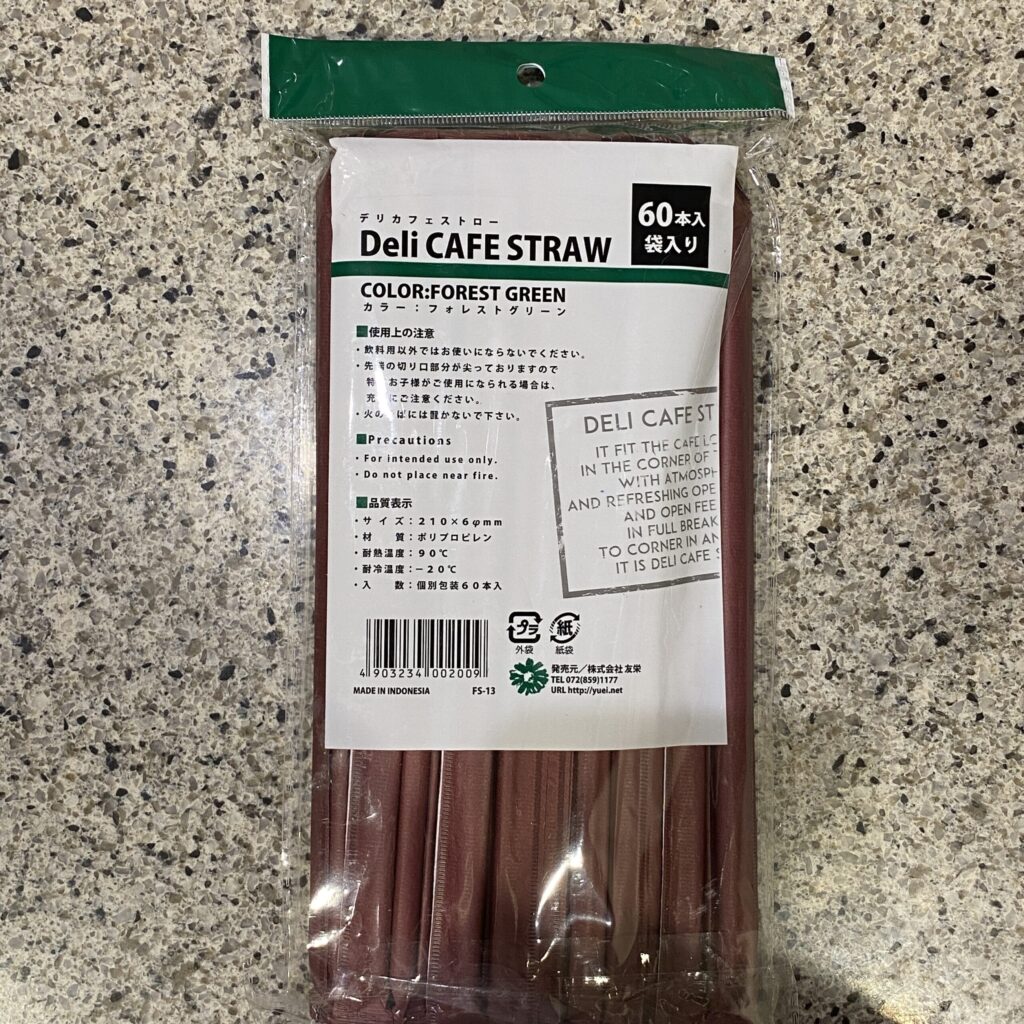 デリカフェストロー
Deli CAFE STRAW
60本入
袋入り
COLOR:FOREST GREEN
カラー：フォレストグリーン
■使用上の注意
・飲料用以外ではお使いにならないでください。
・先端の切り口部分が尖っておりますので
特にお子様がご使用になられる場合は、
充分にご注意ください。
・火のそばには置かないで下さい。
■Precautions
・For intended use only.
・Do not place near fire.
■品質表示
・サイズ：210×6φmm
・材　質：ポリプロピレン
・耐熱温度：90℃
・耐冷温度：−20℃
・入　数：個別包装60本入
DELI CAFE ST
IT FIT THE CAFE LO
IN THE CORNER OF
WITH ATMOSPH
AND REFRESHING OPE
AND OPEN FEE
IN FULL BREAK
TO CORNER IN AN
IT IS DELI CAFE S
4 903234 002009
MADE IN INDONESIA
FS-13
プラ
外袋
紙
紙袋
発売元／株式会社 友栄
TEL 072(859)1177
URL http://yuei.net